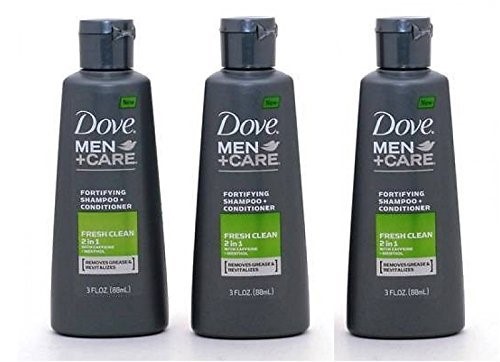 New
Dove
MEN
+CARE
FORTIFYING
SHAMPOO +
CONDITIONER
FRESH CLEAN
2 in 1
WITH CAFFEINE
+ MENTHOL
REMOVES GREASE &
REVITALIZES
3 FL.OZ. (88mL)
New
Dove
MEN
+CARE
FORTIFYING
SHAMPOO +
CONDITIONER
FRESH CLEAN
2 in 1
WITH CAFFEINE
+ MENTHOL
REMOVES GREASE &
REVITALIZES
3 FL.OZ. (88mL)
New
Dove
MEN
+CARE
FORTIFYING
SHAMPOO +
CONDITIONER
FRESH CLEAN
2 in 1
WITH CAFFEINE
+ MENTHOL
REMOVES GREASE &
REVITALIZES
3 FL.OZ. (88mL)